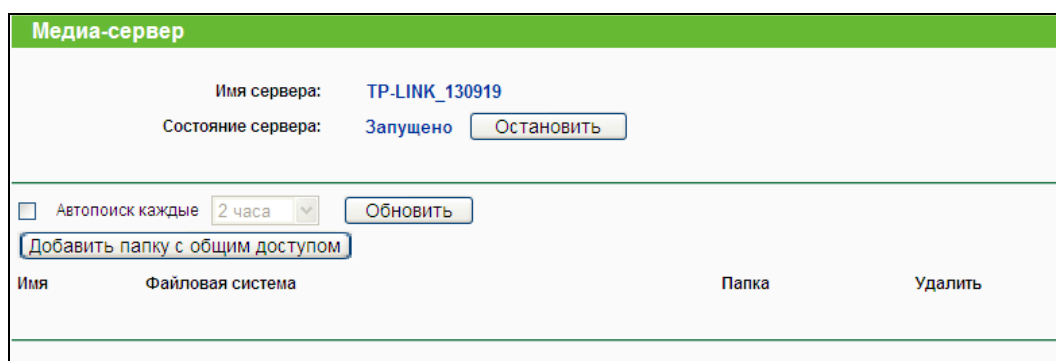 Медиа-сервер
Имя сервера: TP-LINK_130919
Состояние сервера: Запущено Остановить
Автопоиск каждые 2 часа Обновить
Добавить папку с общим доступом
Имя Файловая система Папка Удалить